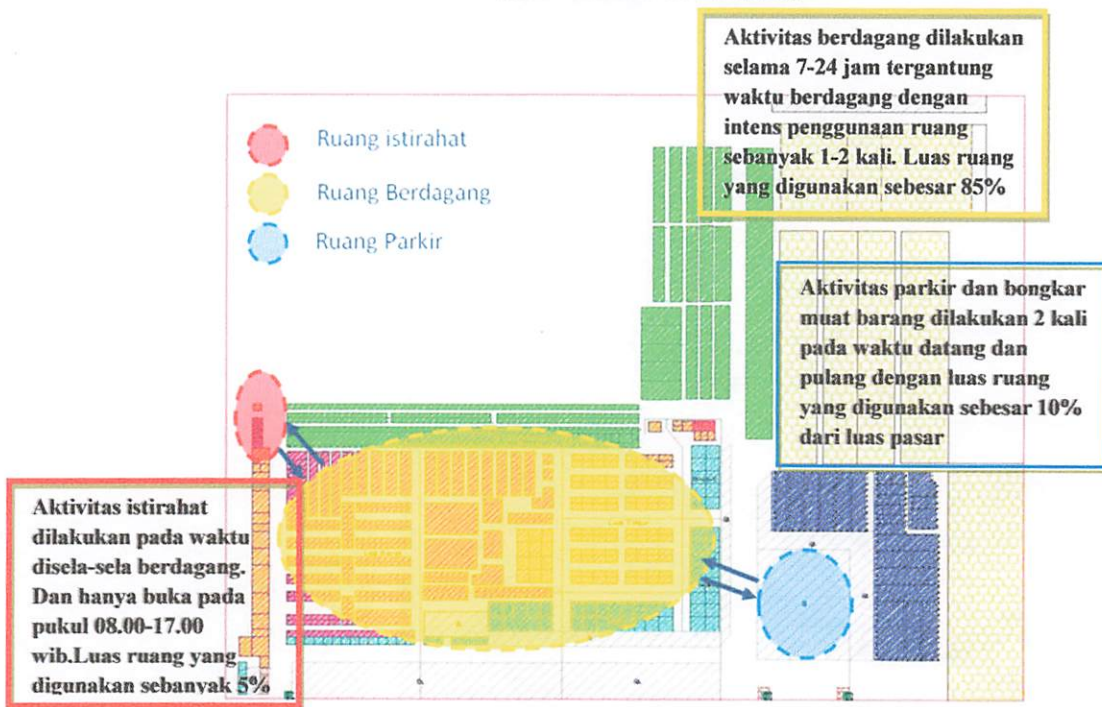 Aktivitas berdagang dilakukan
selama 7-24 jam tergantung
waktu berdagang dengan
intens penggunaan ruang
sebanyak 1-2 kali. Luas ruang
yang digunakan sebesar 85%
Ruang istirahat
Ruang Berdagang
Ruang Parkir
Aktivitas parkir dan bongkar
muat barang dilakukan 2 kali
pada waktu datang dan
pulang dengan luas ruang
yang digunakan sebesar 10%
dari luas pasar
Aktivitas istirahat
dilakukan pada waktu
disela-sela berdagang.
Dan hanya buka pada
pukul 08.00-17.00
wib.Luas ruang yang
digunakan sebanyak 5%